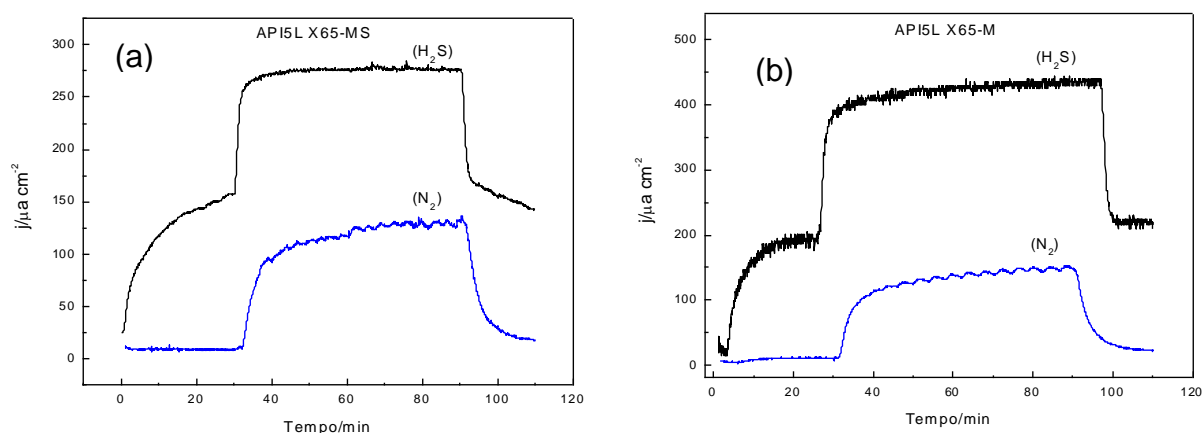 (a)
API5L X65-MS
(H₂S)
(N₂)
300
250
200
150
100
50
0
j/μa cm⁻²
0 20 40 60 80 100 120
Tempo/min
(b)
API5L X65-M
(H₂S)
(N₂)
500
400
300
200
100
0
j/μa cm⁻²
0 20 40 60 80 100 120
Tempo/min